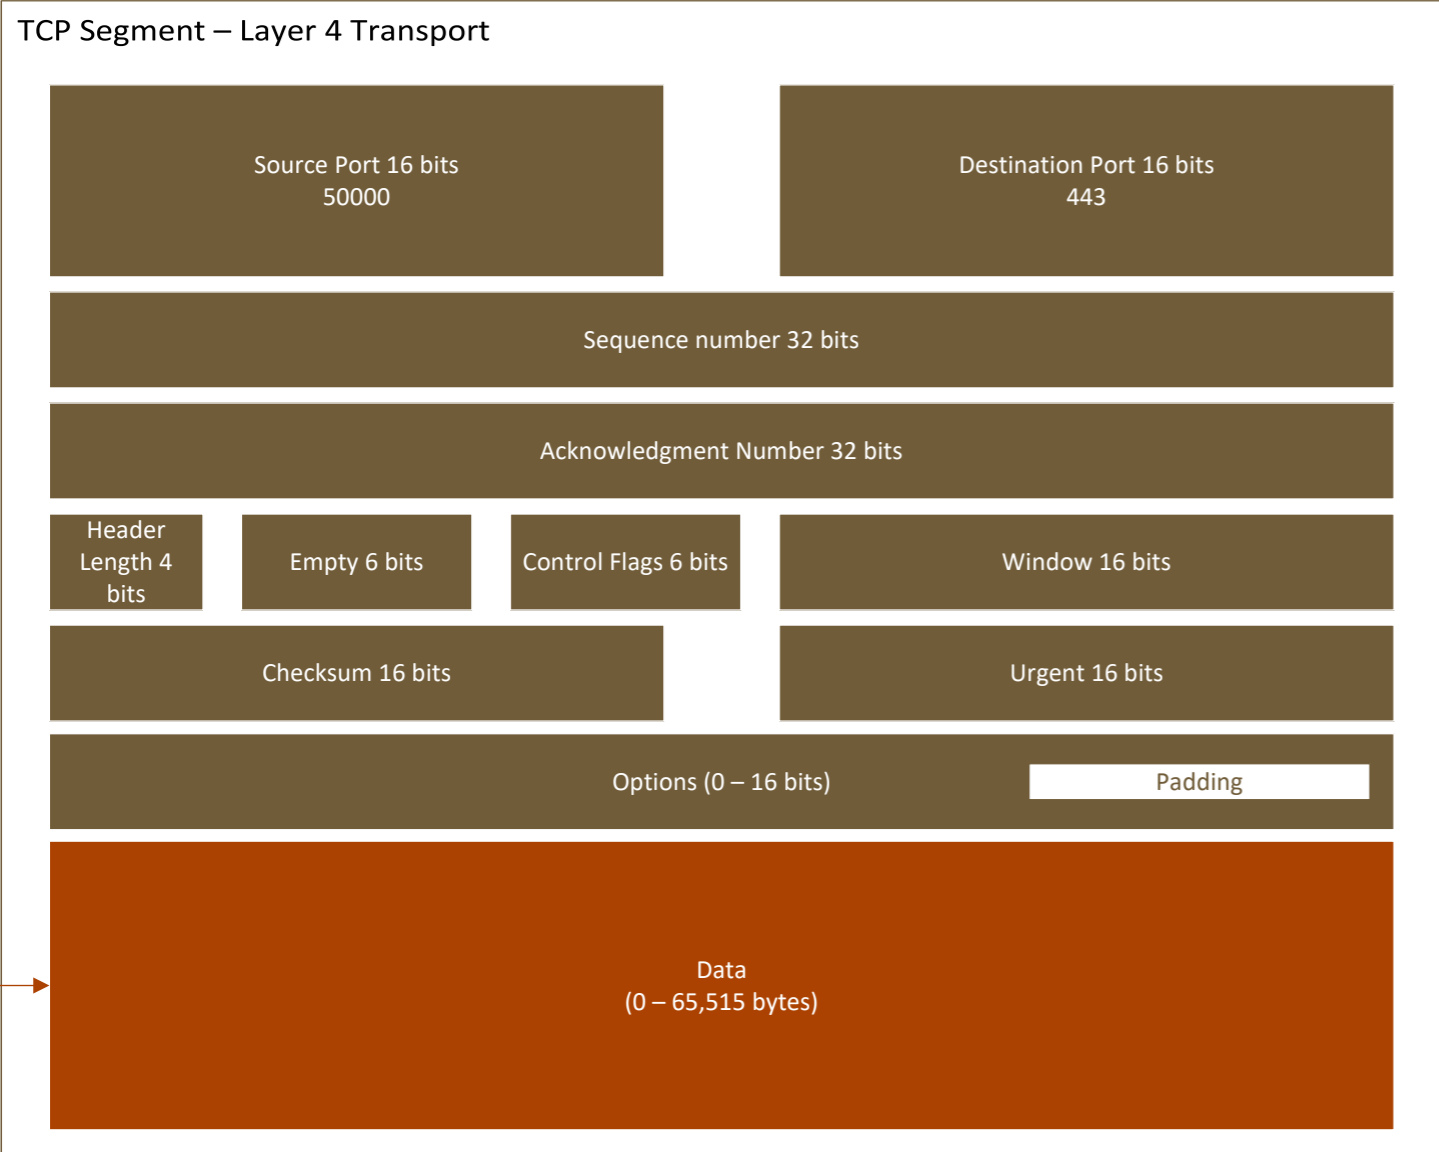 TCP Segment – Layer 4 Transport
Source Port 16 bits
50000
Destination Port 16 bits
443
Sequence number 32 bits
Acknowledgment Number 32 bits
Header
Length 4
bits
Empty 6 bits
Control Flags 6 bits
Window 16 bits
Checksum 16 bits
Urgent 16 bits
Options (0 – 16 bits)
Padding
Data
(0 – 65,515 bytes)